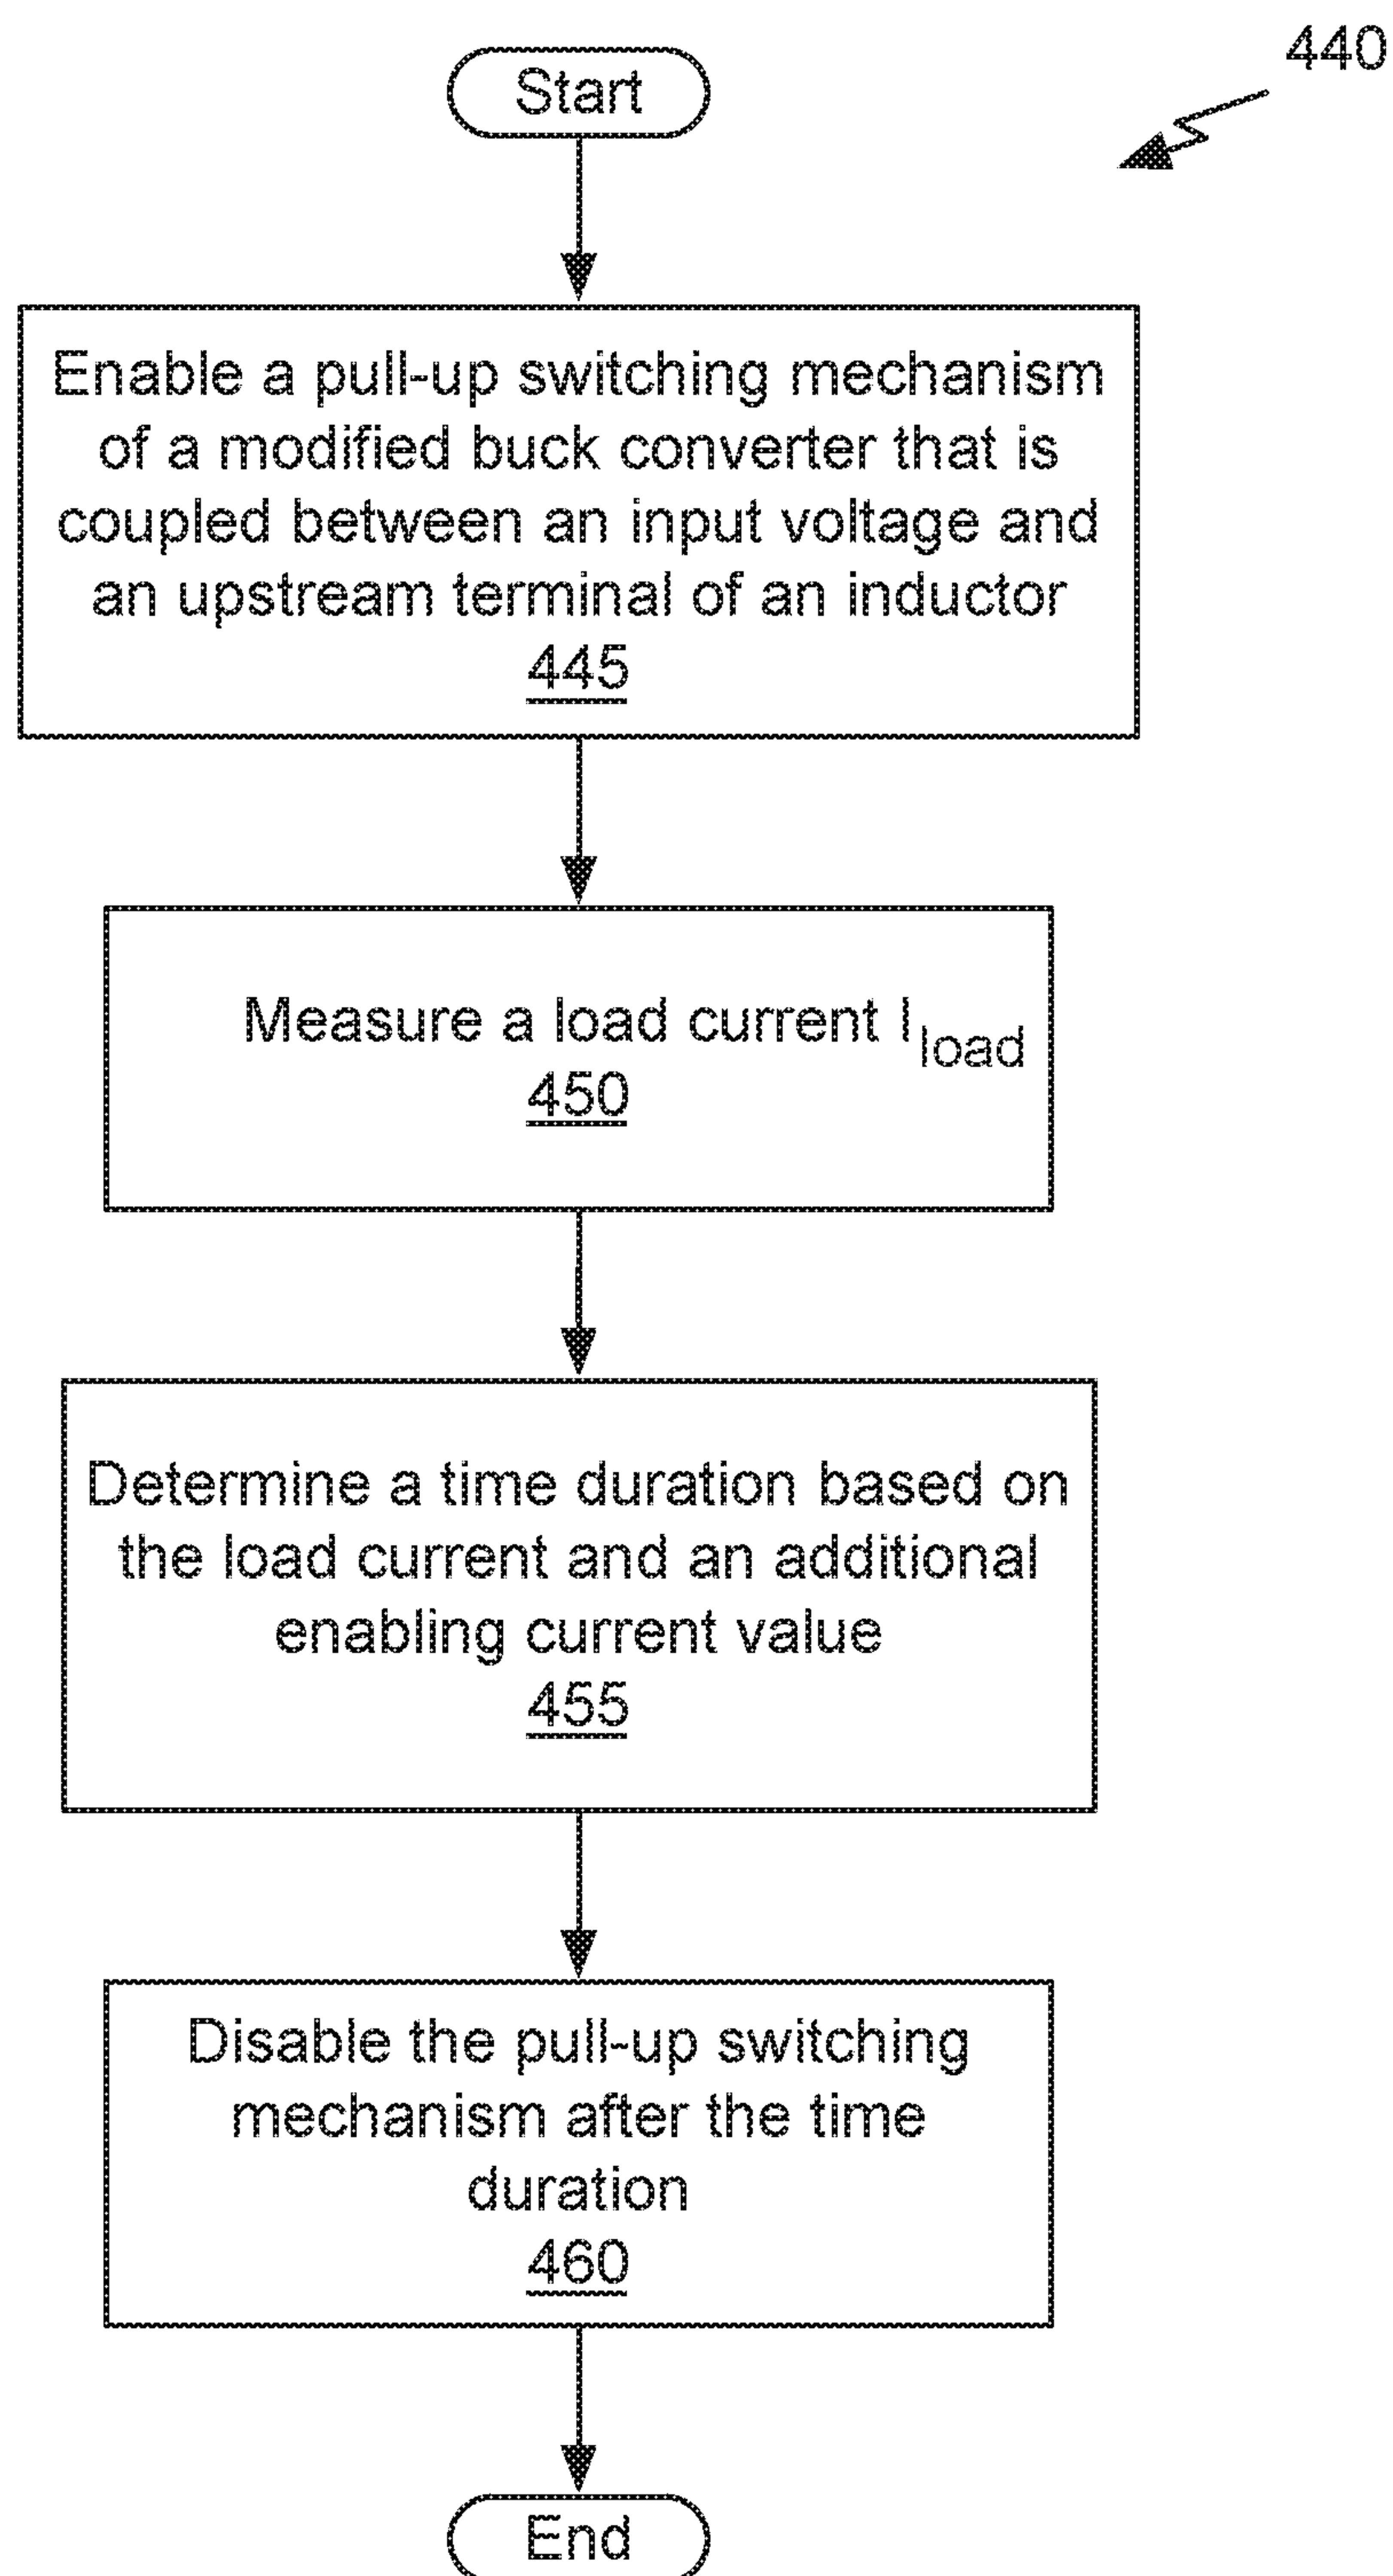 440
Start
Enable a pull-up switching mechanism
of a modified buck converter that is
coupled between an input voltage and
an upstream terminal of an inductor
445
Measure a load current I load
450
Determine a time duration based on
the load current and an additional
enabling current value
455
Disable the pull-up switching
mechanism after the time
duration
460
End